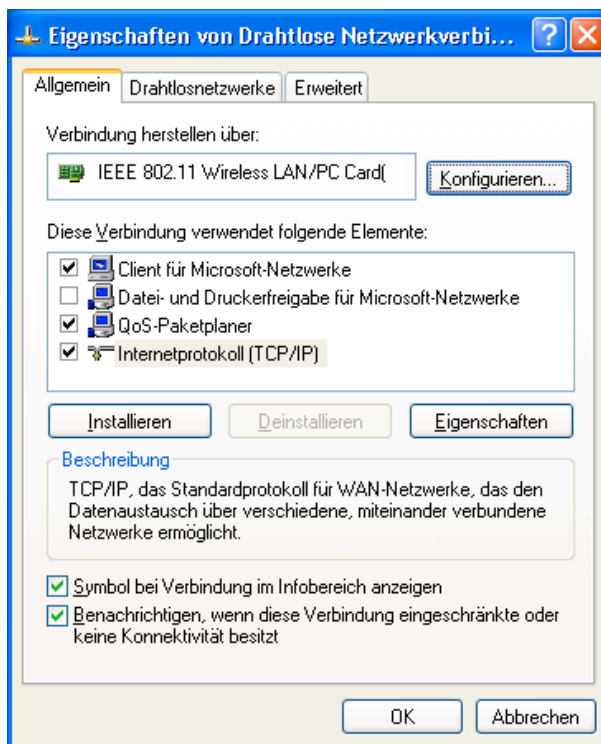 Eigenschaften von Drahtlose Netzwerkverbi...
Allgemein
Drahtlosnetzwerke
Erweitert
Verbindung herstellen über:
IEEE 802.11 Wireless LAN/PC Card(
Konfigurieren...
Diese Verbindung verwendet folgende Elemente:
Client für Microsoft-Netzwerke
Datei- und Druckerfreigabe für Microsoft-Netzwerke
QoS-Paketplaner
Internetprotokoll (TCP/IP)
Installieren
Deinstallieren
Eigenschaften
Beschreibung
TCP/IP, das Standardprotokoll für WAN-Netzwerke, das den
Datenaustausch über verschiedene, miteinander verbundene
Netzwerke ermöglicht.
Symbol bei Verbindung im Infobereich anzeigen
Benachrichtigen, wenn diese Verbindung eingeschränkte oder
keine Konnektivität besitzt
OK
Abbrechen